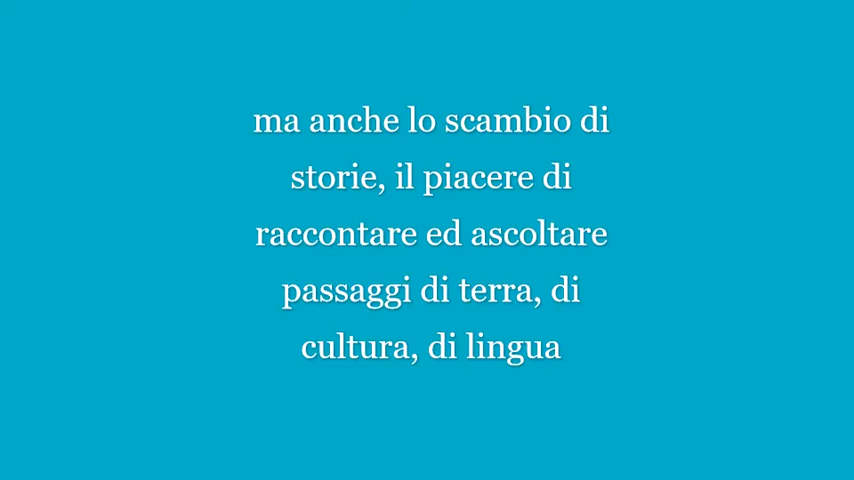 ma anche lo scambio di
storie, il piacere di
raccontare ed ascoltare
passaggi di terra, di
cultura, di lingua